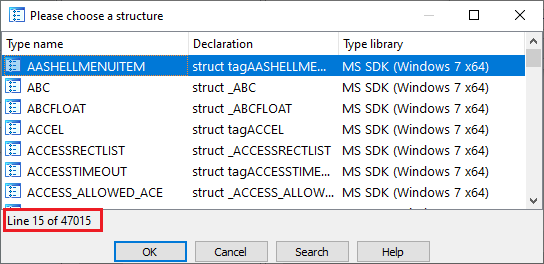 Please choose a structure
Type name Declaration Type library
AASHELLMENUITEM struct tagAASHELLME... MS SDK (Windows 7 x64)
ABC struct _ABC MS SDK (Windows 7 x64)
ABCFLOAT struct _ABCFLOAT MS SDK (Windows 7 x64)
ACCEL struct tagACCEL MS SDK (Windows 7 x64)
ACCESSRECTLIST struct _ACCESSRECTLIST MS SDK (Windows 7 x64)
ACCESSTIMEOUT struct tagACCESSTIME... MS SDK (Windows 7 x64)
ACCESS_ALLOWED_ACE struct _ACCESS_ALLOW... MS SDK (Windows 7 x64)
Line 15 of 47015
OK Cancel Search Help